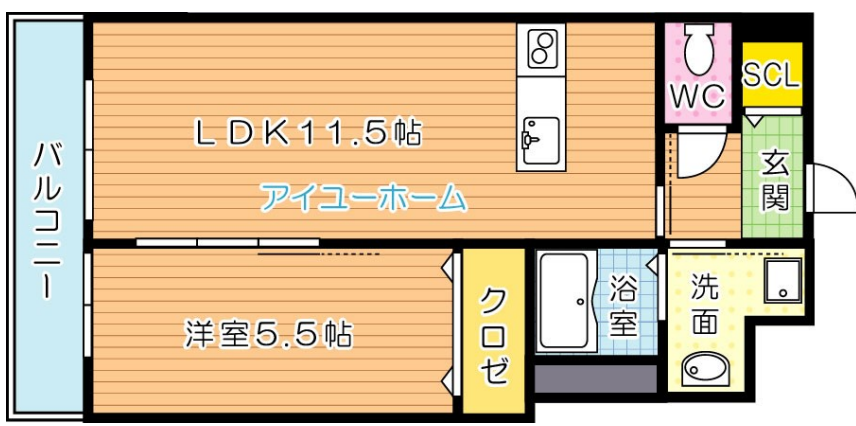 WC
SCL
LDK11.5帖
アイユーホーム
玄関
バルコニー
洋室5.5帖
クロゼ
浴室
洗面